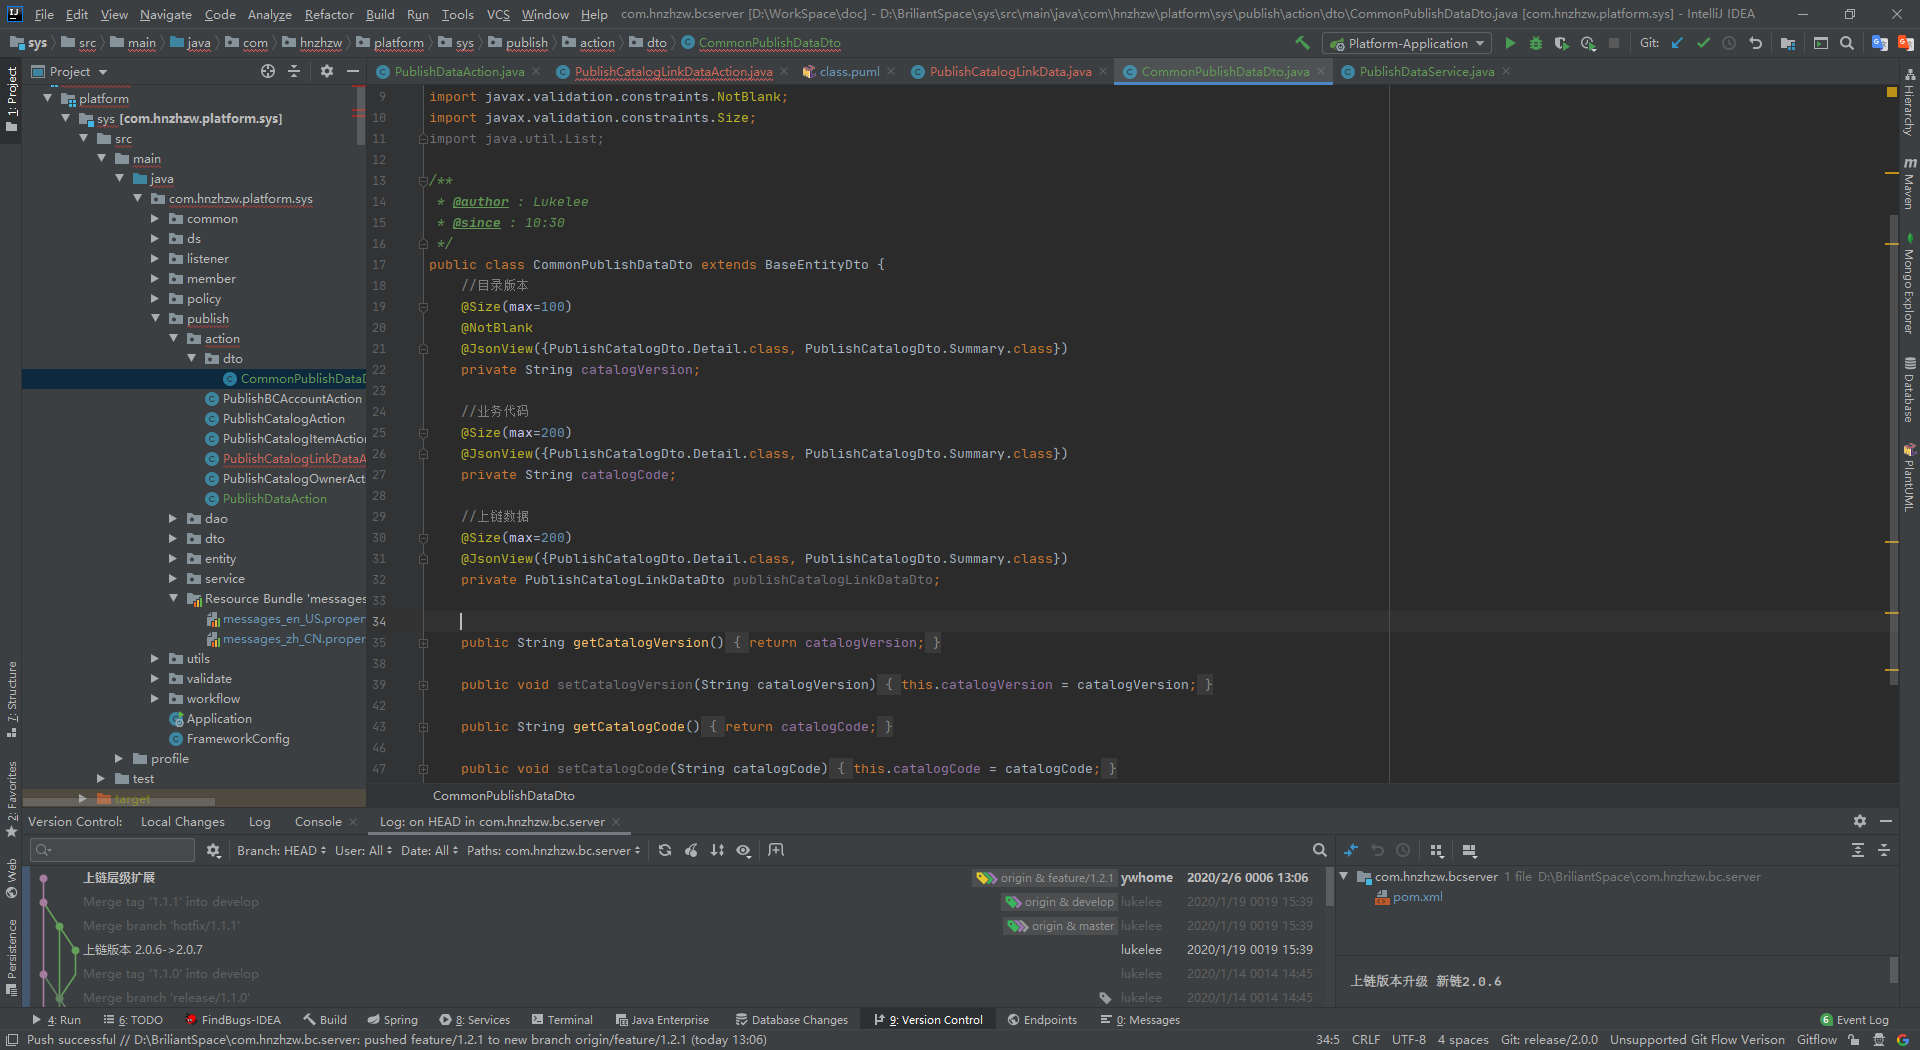 File Edit View Navigate Code Analyze Refactor Build Run Tools VCS Window Help com.hnzhzw.bcserver [D:\WorkSpace\doc] - D:\BriliantSpace\sys\src\main\java\com\hnzhzw\platform\sys\publish\action\dto\CommonPublishDataDto.java [com.hnzhzw.platform.sys] - IntelliJ IDEA
sys src main java com hnzhzw platform sys publish action dto CommonPublishDataDto Platform-Application Git:
Project PublishDataAction.java PublishCatalogLinkDataAction.java class.puml PublishCatalogLinkData.java CommonPublishDataDto.java PublishDataService.java
1: Project
7: Structure
2: Favorites
Web
Persistence
platform
sys [com.hnzhzw.platform.sys]
src
main
java
com.hnzhzw.platform.sys
common
ds
listener
member
policy
publish
action
dto
CommonPublishDataD
PublishBCAccountAction
PublishCatalogAction
PublishCatalogItemAction
PublishCatalogLinkDataA
PublishCatalogOwnerAct
PublishDataAction
dao
dto
entity
service
Resource Bundle 'messages
messages_en_US.proper
messages_zh_CN.proper
utils
validate
workflow
Application
FrameworkConfig
profile
test
target
9 import javax.validation.constraints.NotBlank;
10 import javax.validation.constraints.Size;
11 import java.util.List;
12
13 /**
14 * @author : Lukelee
15 * @since : 10:30
16 */
17 public class CommonPublishDataDto extends BaseEntityDto {
18 //目录版本
19 @Size(max=100)
20 @NotBlank
21 @JsonView({PublishCatalogDto.Detail.class, PublishCatalogDto.Summary.class})
22 private String catalogVersion;
23
24 //业务代码
25 @Size(max=200)
26 @JsonView({PublishCatalogDto.Detail.class, PublishCatalogDto.Summary.class})
27 private String catalogCode;
28
29 //上链数据
30 @Size(max=200)
31 @JsonView({PublishCatalogDto.Detail.class, PublishCatalogDto.Summary.class})
32 private PublishCatalogLinkDataDto publishCatalogLinkDataDto;
33
34
35 public String getCatalogVersion() { return catalogVersion; }
38
39 public void setCatalogVersion(String catalogVersion) { this.catalogVersion = catalogVersion; }
42
43 public String getCatalogCode() { return catalogCode; }
46
47 public void setCatalogCode(String catalogCode) { this.catalogCode = catalogCode; }
CommonPublishDataDto
Hierarchy
Maven
Mongo Explorer
Database
PlantUML
Version Control: Local Changes Log Console Log: on HEAD in com.hnzhzw.bc.server
Branch: HEAD User: All Date: All Paths: com.hnzhzw.bc.server
上链层级扩展 origin & feature/1.2.1 ywhome 2020/2/6 0006 13:06
Merge tag '1.1.1' into develop origin & develop lukelee 2020/1/19 0019 15:39
Merge branch 'hotfix/1.1.1' origin & master lukelee 2020/1/19 0019 15:39
上链版本 2.0.6->2.0.7 lukelee 2020/1/19 0019 15:39
Merge tag '1.1.0' into develop lukelee 2020/1/14 0014 14:45
Merge branch 'release/1.1.0' lukelee 2020/1/14 0014 14:45
com.hnzhzw.bcserver 1 file D:\BriliantSpace\com.hnzhzw.bc.server
pom.xml
上链版本升级 新链2.0.6
4: Run 6: TODO FindBugs-IDEA Build Spring 8: Services Terminal Java Enterprise Database Changes 9: Version Control Endpoints 0: Messages 6 Event Log
Push successful // D:\BriliantSpace\com.hnzhzw.bc.server: pushed feature/1.2.1 to new branch origin/feature/1.2.1 (today 13:06) 34:5 CRLF UTF-8 4 spaces Git: release/2.0.0 Unsupported Git Flow Verison Gitflow